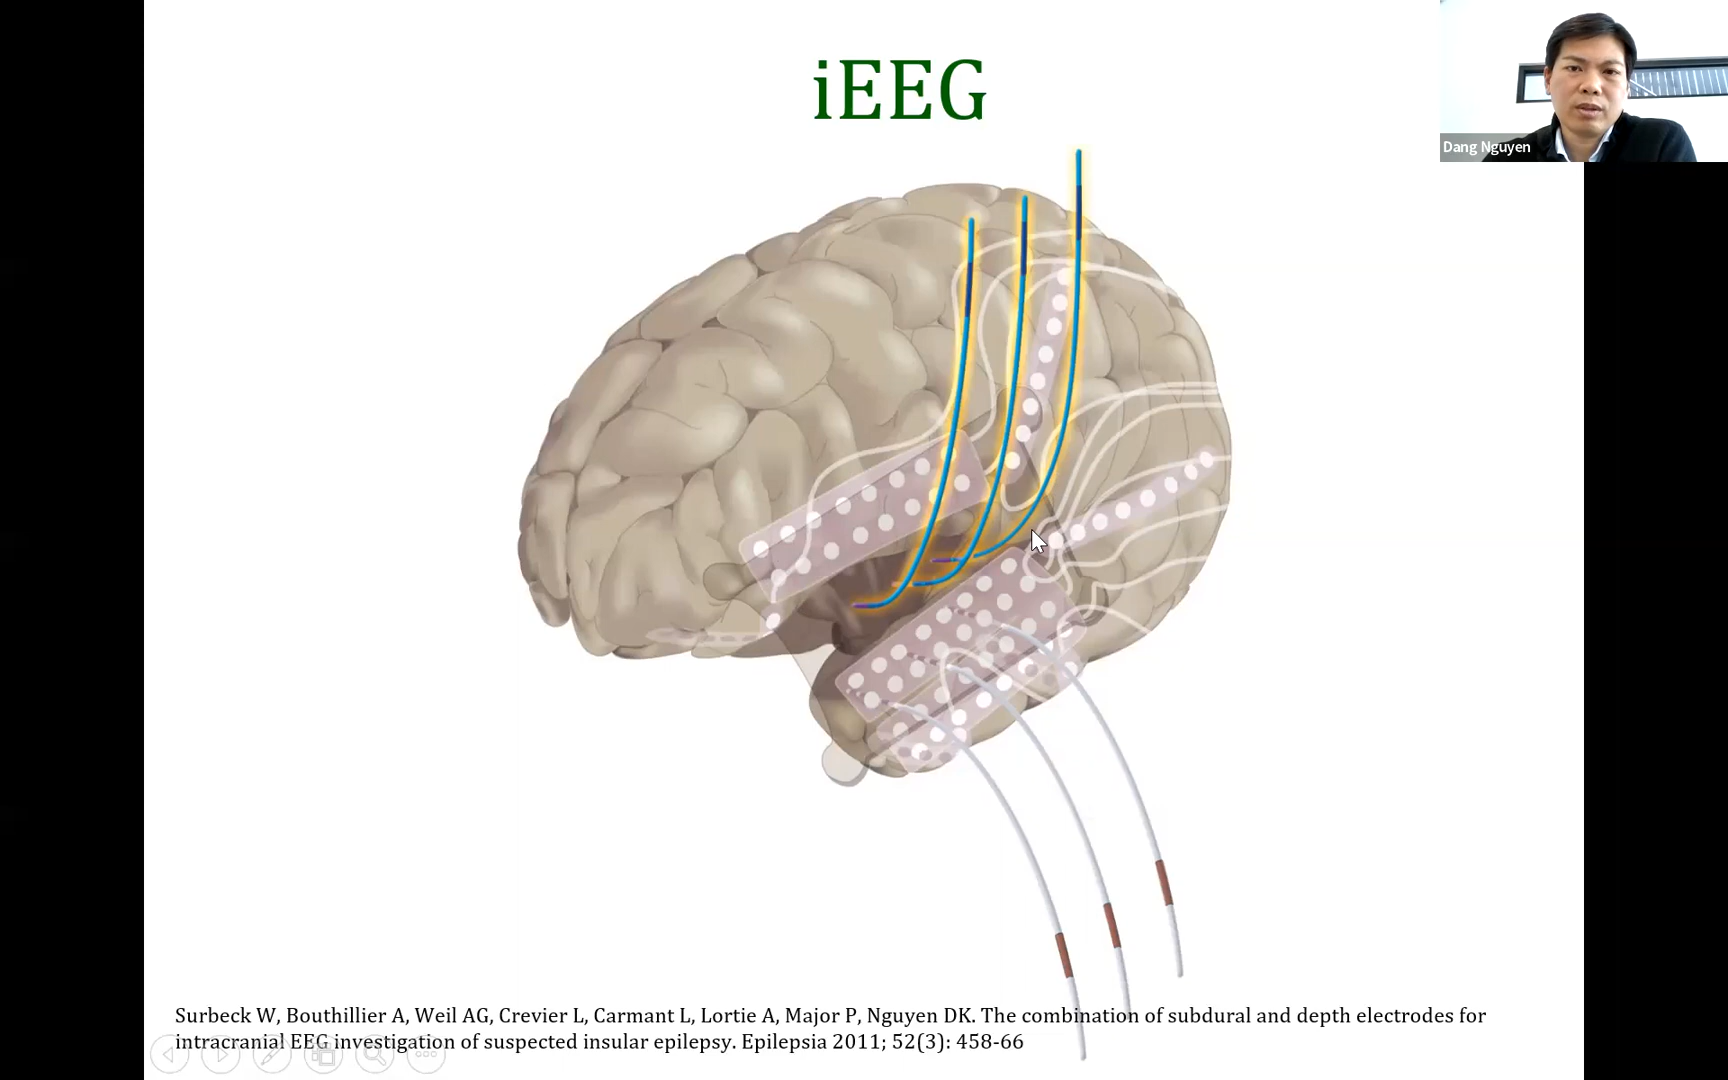 iEEG
Dang Nguyen
Surbeck W, Bouthillier A, Weil AG, Crevier L, Carmant L, Lortie A, Major P, Nguyen DK. The combination of subdural and depth electrodes for
intracranial EEG investigation of suspected insular epilepsy. Epilepsia 2011; 52(3): 458-66